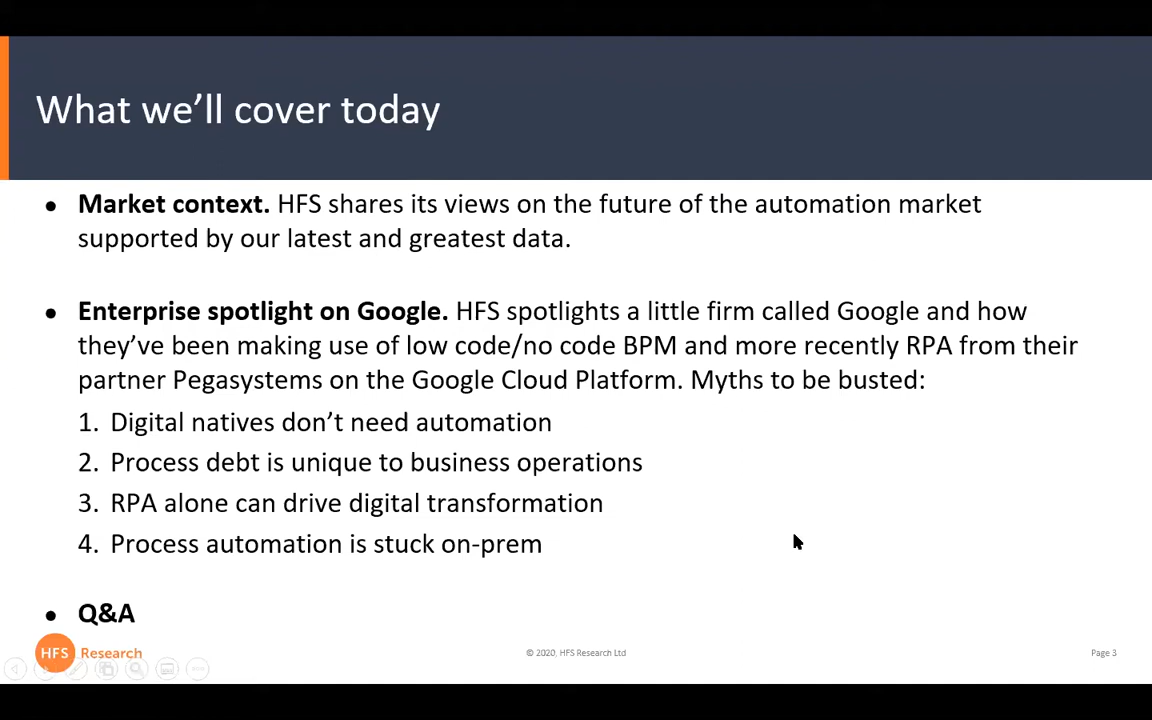 What we’ll cover today
● Market context. HFS shares its views on the future of the automation market
supported by our latest and greatest data.
● Enterprise spotlight on Google. HFS spotlights a little firm called Google and how
they’ve been making use of low code/no code BPM and more recently RPA from their
partner Pegasystems on the Google Cloud Platform. Myths to be busted:
1. Digital natives don’t need automation
2. Process debt is unique to business operations
3. RPA alone can drive digital transformation
4. Process automation is stuck on-prem
● Q&A
HFS Research
© 2020, HFS Research Ltd
Page 3